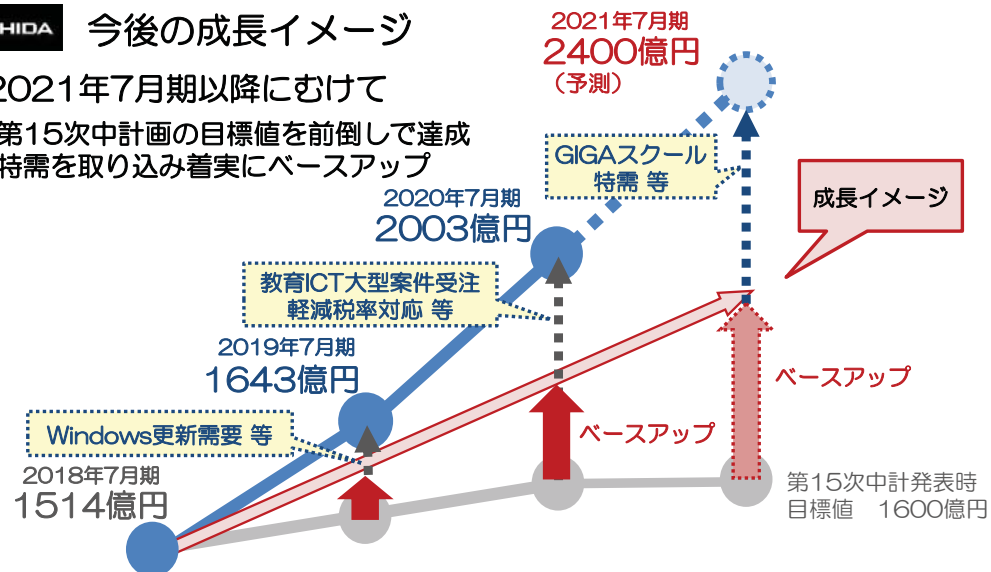 HIDA
今後の成長イメージ
2021年7月期以降にむけて
第15次中計画の目標値を前倒しで達成
特需を取り込み着実にベースアップ
2021年7月期
2400億円
(予測)
GIGAスクール
特需 等
成長イメージ
2020年7月期
2003億円
教育ICT大型案件受注
軽減税率対応 等
2019年7月期
1643億円
ベースアップ
Windows更新需要 等
ベースアップ
2018年7月期
1514億円
第15次中計発表時
目標値 1600億円